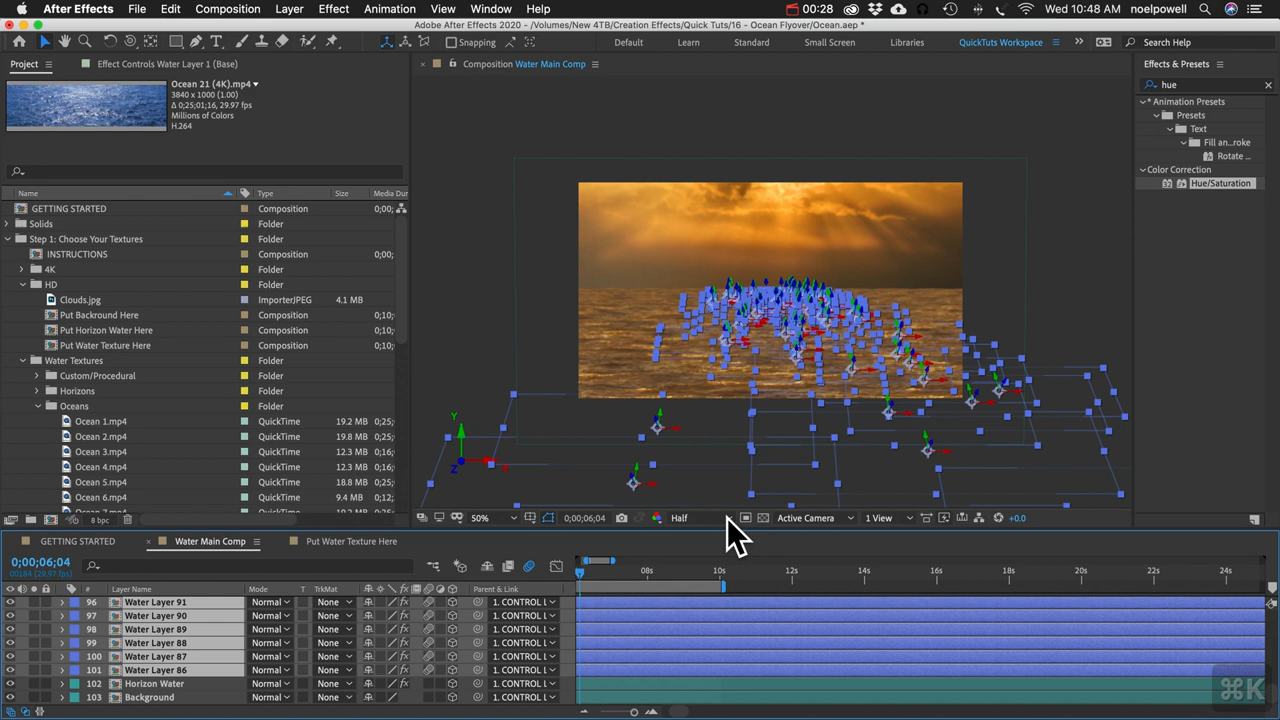 After Effects File Edit Composition Layer Effect Animation View Window Help 00:28 Wed 10:48 AM noelpowell
Adobe After Effects 2020 - /Volumes/New 4TB/Creation Effects/Quick Tuts/16 - Ocean Flyover/Ocean.aep *
Snapping Default Learn Standard Small Screen Libraries QuickTuts Workspace Search Help
Project Effect Controls Water Layer 1 (Base) Composition Water Main Comp Effects & Presets
Ocean 21 (4K).mp4
3840 x 1000 (1.00)
Δ 0;25;01;16, 29.97 fps
Millions of Colors
H.264
hue
* Animation Presets
Presets
Text
Fill an...roke
Rotate ...
Color Correction
Hue/Saturation
Name Type Size Media Dur
GETTING STARTED Composition 0;00;
Solids Folder
Step 1: Choose Your Textures Folder
INSTRUCTIONS Composition 0;00;
4K Folder
HD Folder
Clouds.jpg ImporterJPEG 4.1 MB
Put Backround Here Composition 0;10;
Put Horizon Water Here Composition 0;10;
Put Water Texture Here Composition 0;10;
Water Textures Folder
Custom/Procedural Folder
Horizons Folder
Oceans Folder
Ocean 1.mp4 QuickTime 19.2 MB 0;25;
Ocean 2.mp4 QuickTime 19.8 MB 0;25;
Ocean 3.mp4 QuickTime 12.3 MB 0;16;
Ocean 4.mp4 QuickTime 12.3 MB 0;16;
Ocean 5.mp4 QuickTime 18.8 MB 0;25;
Ocean 6.mp4 QuickTime 9.4 MB 0;12;
Y
Z
8 bpc
50% 0;00;06;04 Half Active Camera 1 View +0.0
GETTING STARTED Water Main Comp Put Water Texture Here
0;00;06;04
00184 (29.97 fps)
08s 10s 12s 14s 16s 18s 20s 22s 24s
# Layer Name Mode T TrkMat Parent & Link
96 Water Layer 91 Normal None 1. CONTROL L
97 Water Layer 90 Normal None 1. CONTROL L
98 Water Layer 89 Normal None 1. CONTROL L
99 Water Layer 88 Normal None 1. CONTROL L
100 Water Layer 87 Normal None 1. CONTROL L
101 Water Layer 86 Normal None 1. CONTROL L
102 Horizon Water Normal None 1. CONTROL L
103 Background Normal None 1. CONTROL L
⌘K